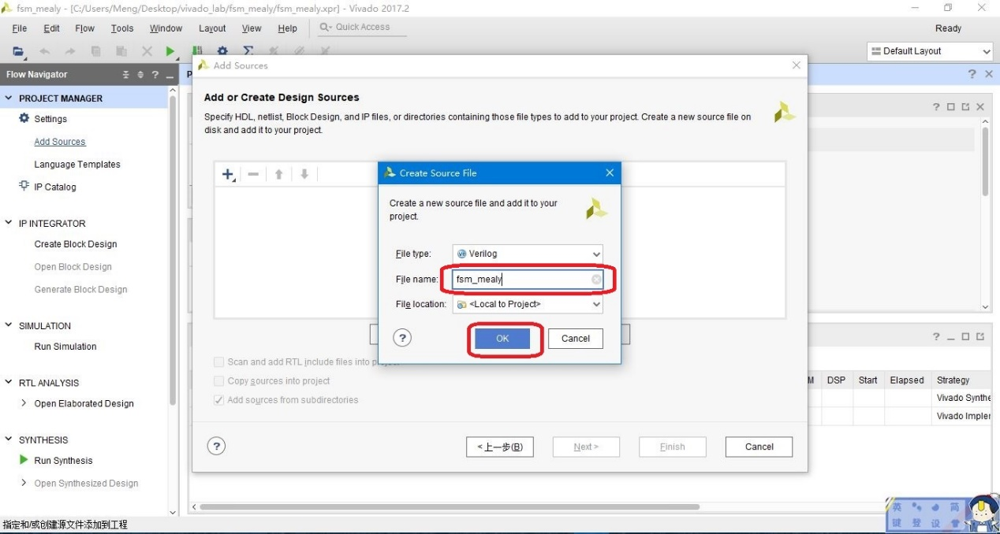 fsm_mealy - [C:/Users/Meng/Desktop/vivado_lab/fsm_mealy/fsm_mealy.xpr] - Vivado 2017.2
File Edit Flow Tools Window Layout View Help Quick Access
Ready
Default Layout
Flow Navigator
PROJECT MANAGER
Settings
Add Sources
Language Templates
IP Catalog
IP INTEGRATOR
Create Block Design
Open Block Design
Generate Block Design
SIMULATION
Run Simulation
RTL ANALYSIS
Open Elaborated Design
SYNTHESIS
Run Synthesis
Open Synthesized Design
Add Sources
Add or Create Design Sources
Specify HDL, netlist, Block Design, and IP files, or directories containing those file types to add to your project. Create a new source file on
disk and add it to your project.
Create Source File
Create a new source file and add it to your
project.
File type: Verilog
File name: fsm_mealy
File location: <Local to Project>
OK Cancel
Scan and add RTL include files into project
Copy sources into project
Add sources from subdirectories
< 上一步(B) Next > Finish Cancel
M DSP Start Elapsed Strategy
Vivado Synthe
Vivado Impler
指定和/或创建源文件添加到工程
英 简
键 登 设